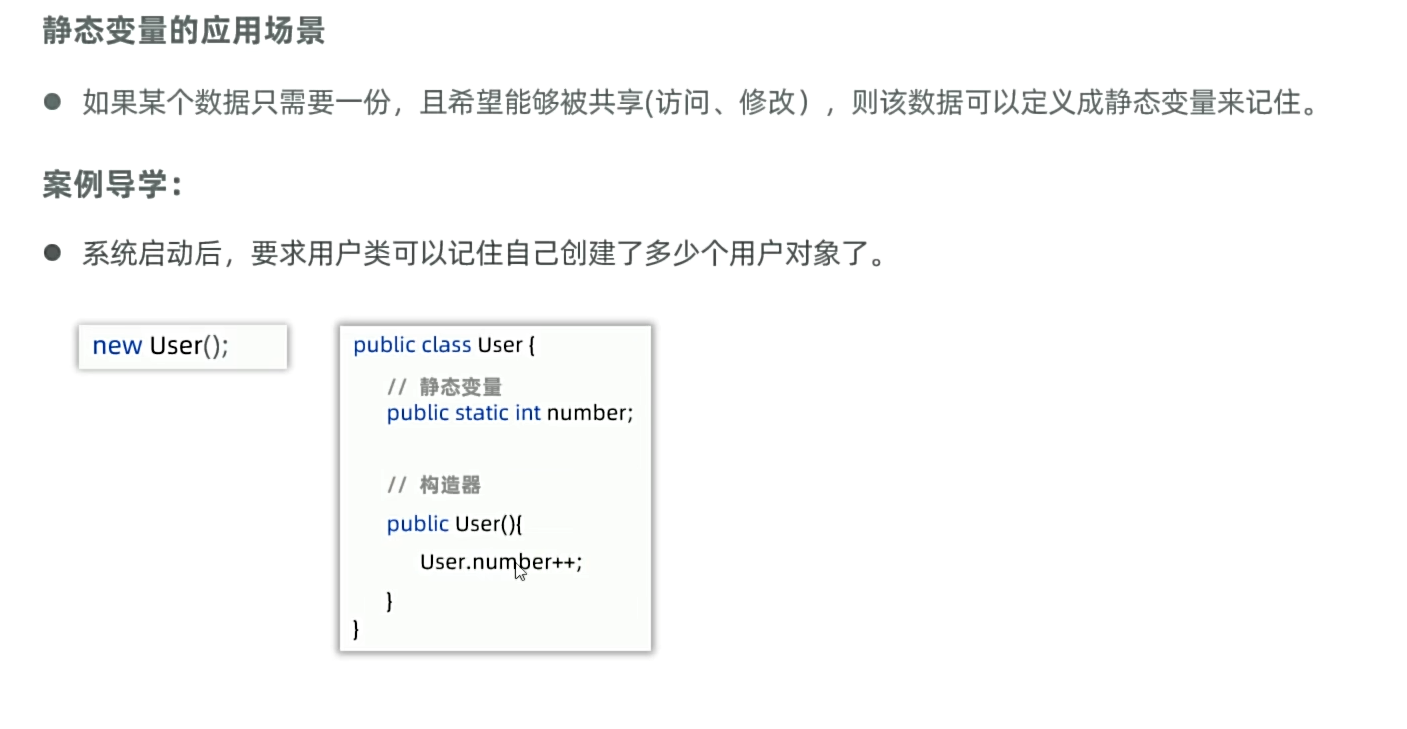 静态变量的应用场景
● 如果某个数据只需要一份，且希望能够被共享(访问、修改），则该数据可以定义成静态变量来记住。
案例导学：
● 系统启动后，要求用户类可以记住自己创建了多少个用户对象了。
new User();
public class User {
// 静态变量
public static int number;
// 构造器
public User(){
User.number++;
}
}